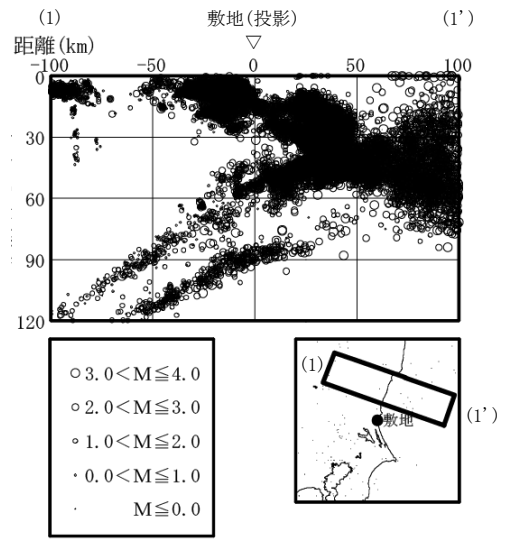 (1) 敷地(投影) (1')
距離(km) ▽
-100 -50 0 50 100
0
30
60
90
120
○ 3.0<M≦4.0
○ 2.0<M≦3.0
○ 1.0<M≦2.0
・ 0.0<M≦1.0
・ M≦0.0
(1)
敷地
(1')